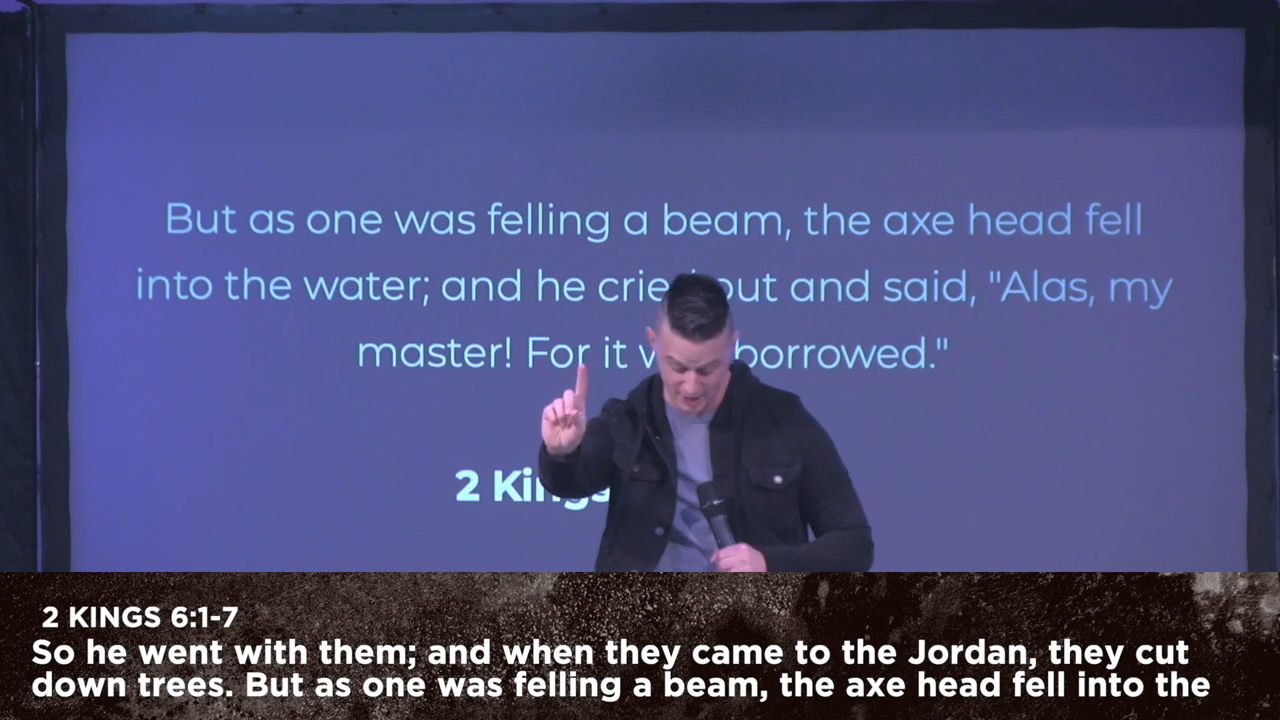 But as one was felling a beam, the axe head fell
into the water; and he cried out and said, "Alas, my
master! For it borrowed."
2 Kings
2 KINGS 6:1-7
So he went with them; and when they came to the Jordan, they cut
down trees. But as one was felling a beam, the axe head fell into the